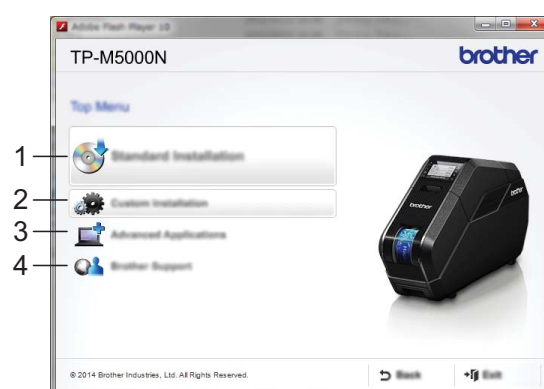 Adobe Flash Player 10
TP-M5000N
brother
Top Menu
1
Standard Installation
2
Custom Installation
3
Advanced Applications
4
Brother Support
brother
© 2014 Brother Industries, Ltd. All Rights Reserved.
Back
Exit